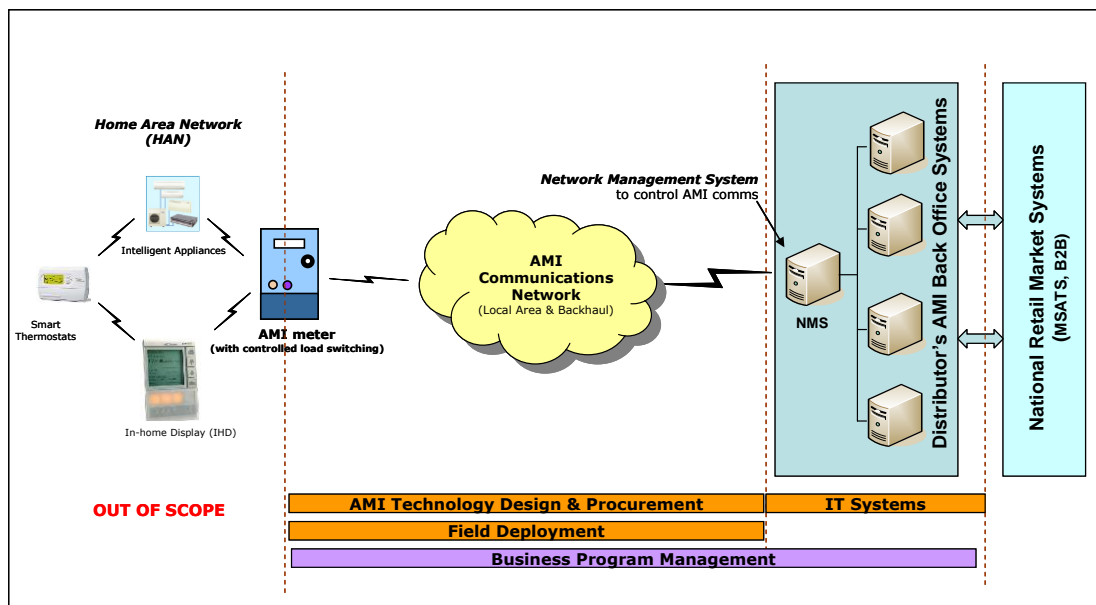 Home Area Network
(HAN)
Intelligent Appliances
Smart
Thermostats
In-home Display (IHD)
AMI meter
(with controlled load switching)
AMI
Communications
Network
(Local Area & Backhaul)
Network Management System
to control AMI comms
NMS
Distributor's AMI Back Office Systems
National Retail Market Systems
(MSATS, B2B)
OUT OF SCOPE
AMI Technology Design & Procurement
IT Systems
Field Deployment
Business Program Management